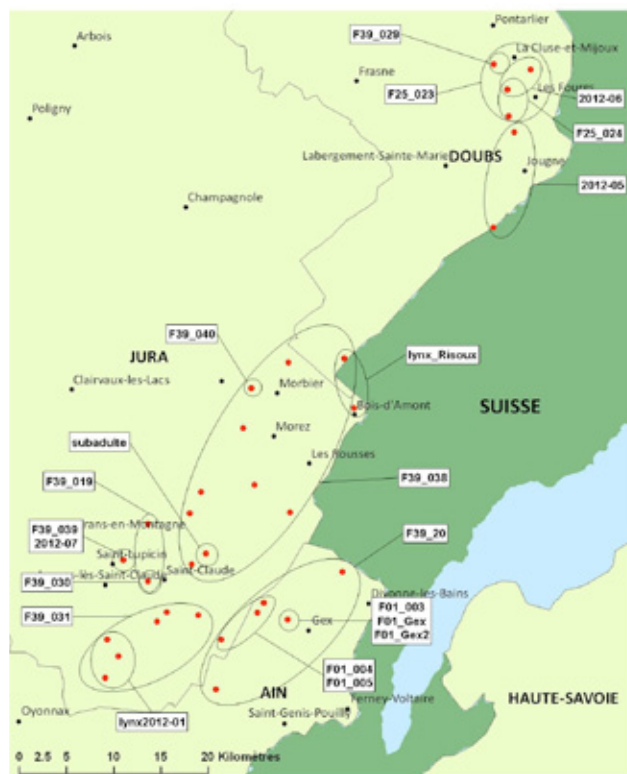 Pontarlier
Arbois
F39_029
La Cluse-et-Mijoux
Frasne
F25_023
Les Fourgs
2012-06
Poligny
F25_024
Labergement-Sainte-Marie
DOUBS
Jougne
2012-05
Champagnole
F39_040
JURA
lynx_Risoux
Clairvaux-les-Lacs
Morbier
Bois-d'Amont
SUISSE
subadulte
Morez
Les Rousses
F39_019
F39_038
F39_039
2012-07
F39_20
Saint-Lupicin
F39_030
Saint-Claude
Divonne-les-Bains
F39_031
F01_003
F01_Gex
F01_Gex2
Gex
F01_004
F01_005
AIN
HAUTE-SAVOIE
Oyonnax
lynx2012-01
Ferney-Voltaire
Saint-Genis-Pouilly
0 2.5 5 10 15 20 Kilomètres